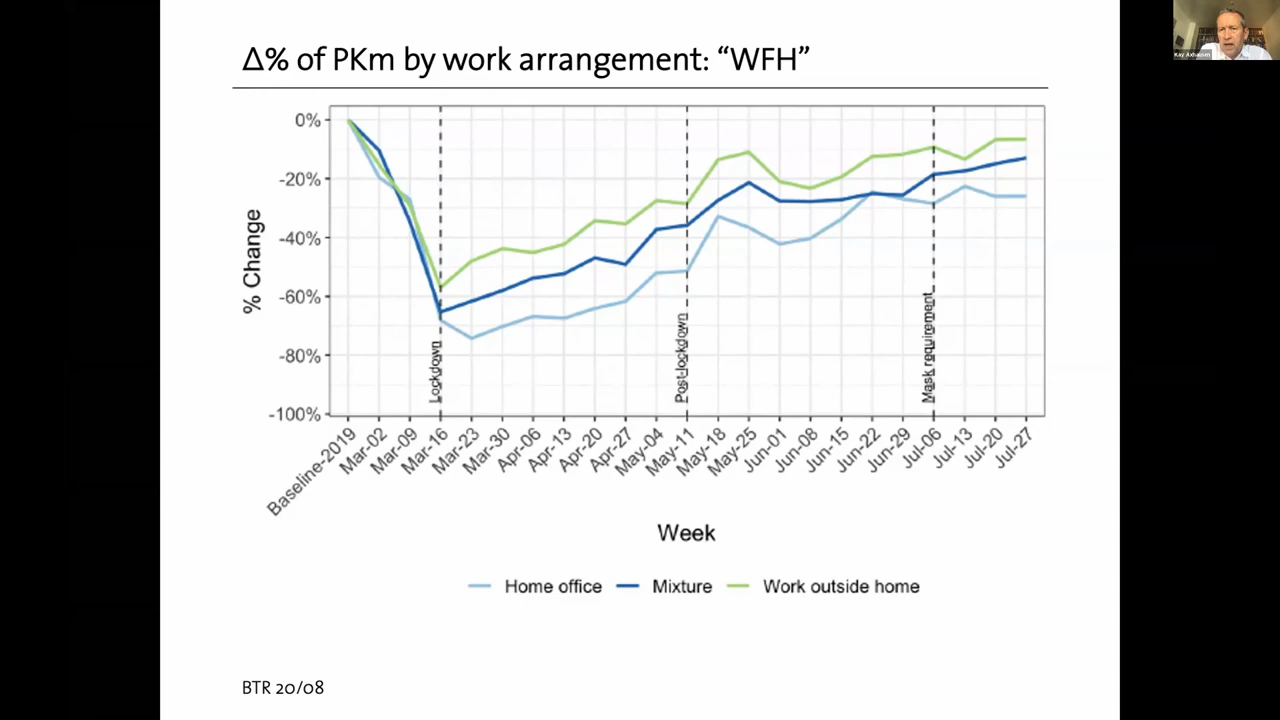 Δ% of PKm by work arrangement: “WFH”
Kay Axhausen
% Change
0%
-20%
-40%
-60%
-80%
-100%
Lockdown
Post-lockdown
Mask requirement
Baseline-2019
Mar-02
Mar-09
Mar-16
Mar-23
Mar-30
Apr-06
Apr-13
Apr-20
Apr-27
May-04
May-11
May-18
May-25
Jun-01
Jun-08
Jun-15
Jun-22
Jun-29
Jul-06
Jul-13
Jul-20
Jul-27
Week
Home office Mixture Work outside home
BTR 20/08